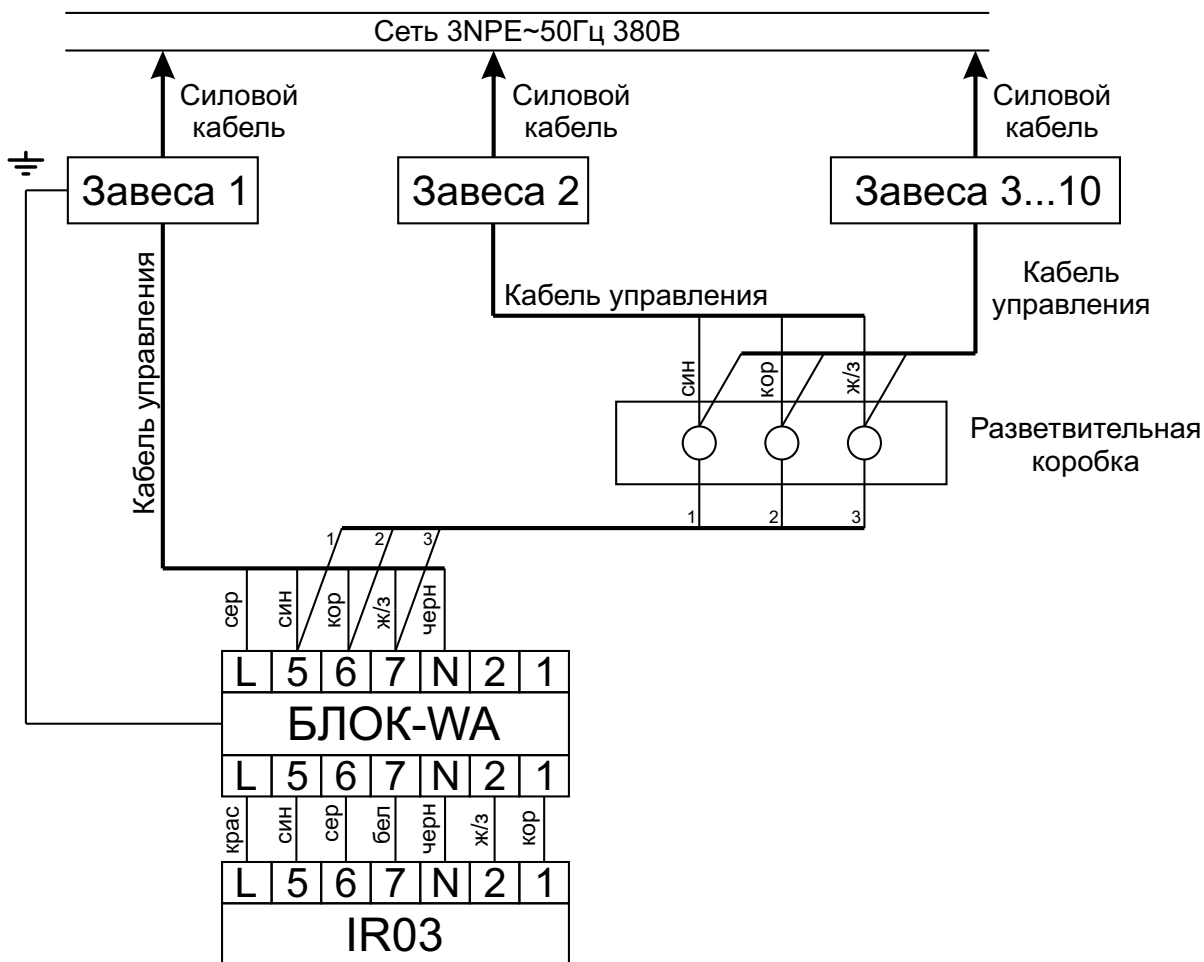 Сеть 3NPE~50Гц 380В
Силовой
кабель
Силовой
кабель
Силовой
кабель
Завеса 1
Завеса 2
Завеса 3...10
Кабель управления
Кабель управления
Кабель
управления
син
кор
ж/з
Разветвительная
коробка
1
2
3
1
2
3
сер
син
кор
ж/з
черн
L 5 6 7 N 2 1
БЛОК-WA
L 5 6 7 N 2 1
крас
син
сер
бел
черн
ж/з
кор
L 5 6 7 N 2 1
IR03